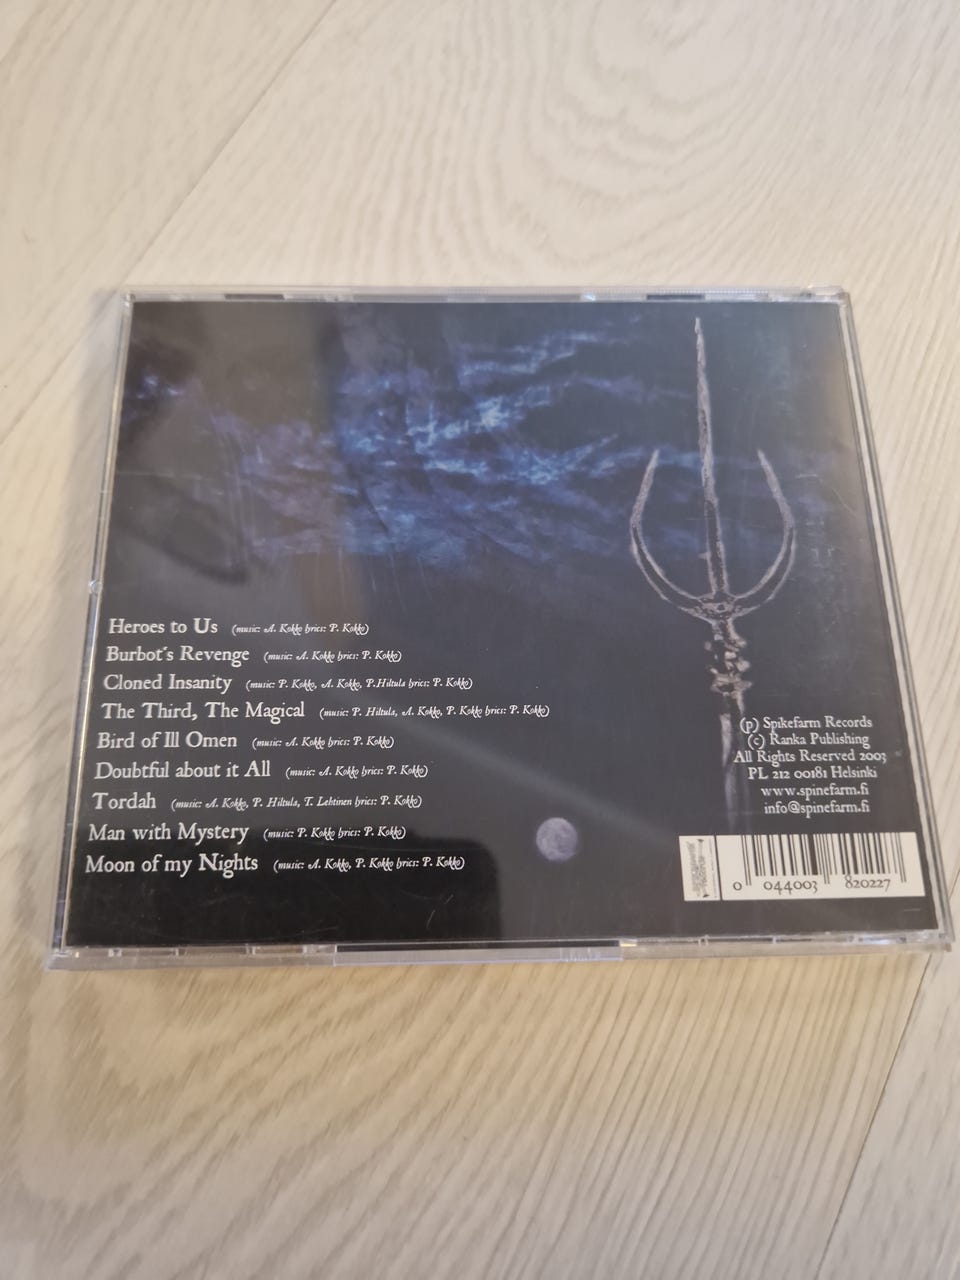 Heroes to Us (music: A. Kokko lyrics: P. Kokko)
Burbot's Revenge (music: A. Kokko lyrics: P. Kokko)
Cloned Insanity (music: P. Kokko, A. Kokko, P.Hiltula lyrics: P. Kokko)
The Third, The Magical (music: P. Hiltula, A. Kokko, P. Kokko lyrics: P. Kokko)
Bird of Ill Omen (music: A. Kokko lyrics: P. Kokko)
Doubtful about it All (music: A. Kokko lyrics: P. Kokko)
Tordah (music: A. Kokko, P. Hiltula, T. Lehtinen lyrics: P. Kokko)
Man with Mystery (music: P. Kokko lyrics: P. Kokko)
Moon of my Nights (music: A. Kokko, P. Kokko lyrics: P. Kokko)
(p) Spikefarm Records
(c) Ranka Publishing
All Rights Reserved 2003
PL 212 00181 Helsinki
www.spinefarm.fi
info@spinefarm.fi
0 044003 820227